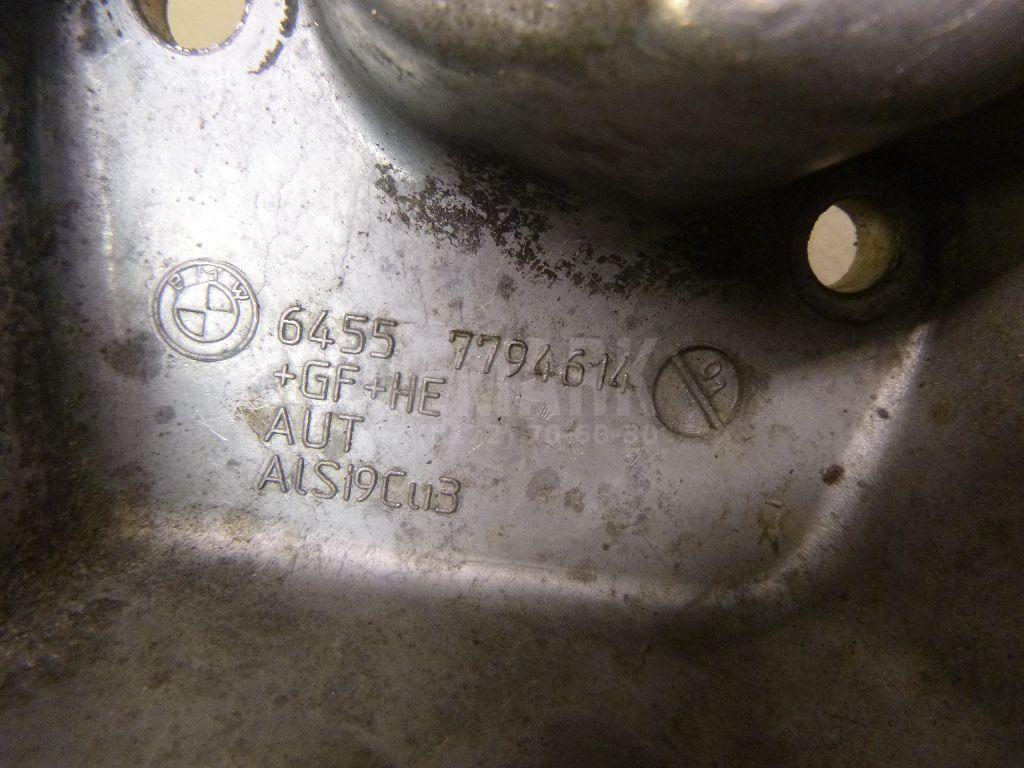 BMW
6455 7794614
+GF+HE
AUT
AlSi9Cu3